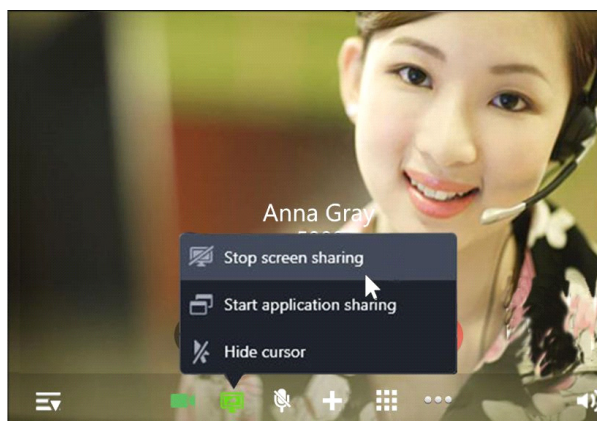 Anna Gray
Stop screen sharing
Start application sharing
Hide cursor